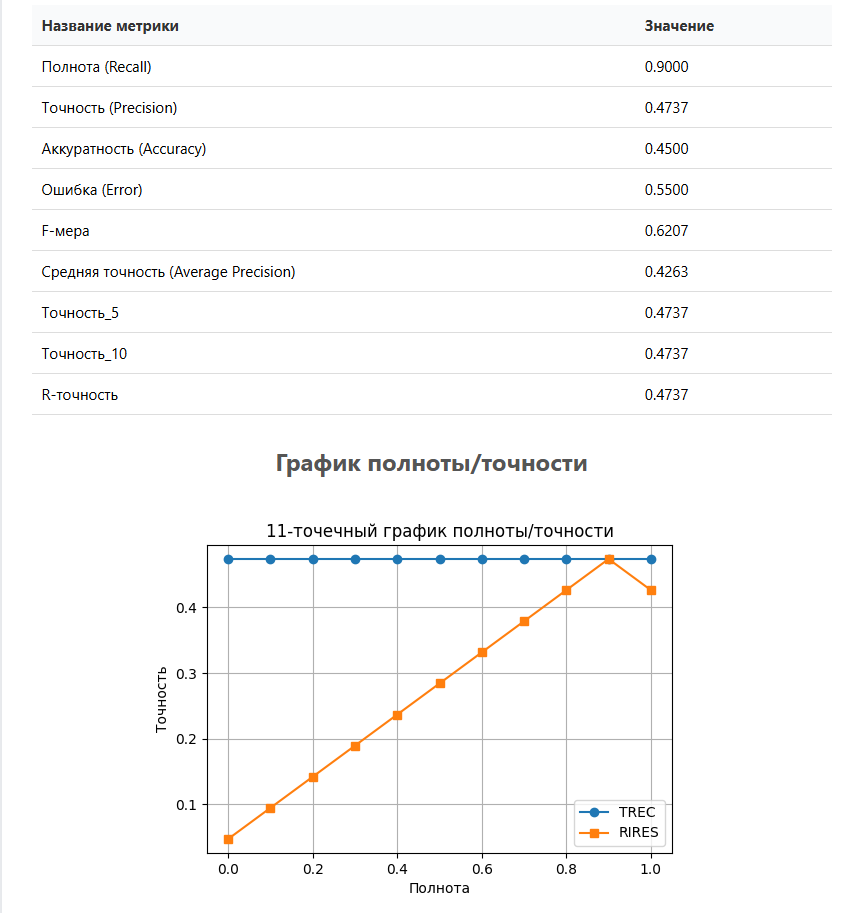 Название метрики Значение
Полнота (Recall) 0.9000
Точность (Precision) 0.4737
Аккуратность (Accuracy) 0.4500
Ошибка (Error) 0.5500
F-мера 0.6207
Средняя точность (Average Precision) 0.4263
Точность_5 0.4737
Точность_10 0.4737
R-точность 0.4737
График полноты/точности
11-точечный график полноты/точности
0.4
0.3
0.2
0.1
Точность
TREC
RIRES
0.0 0.2 0.4 0.6 0.8 1.0
Полнота